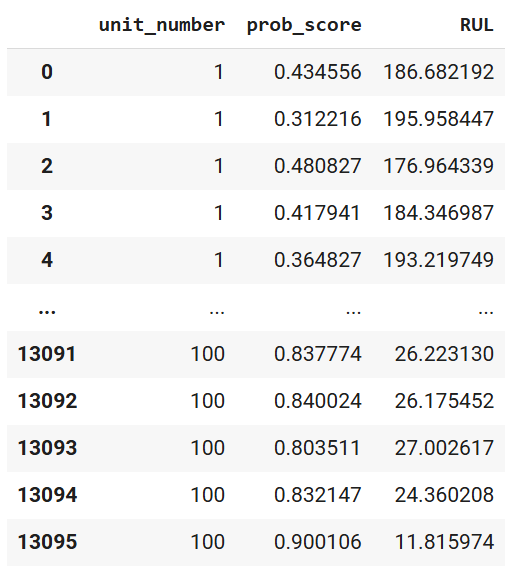 unit_number prob_score RUL
0 1 0.434556 186.682192
1 1 0.312216 195.958447
2 1 0.480827 176.964339
3 1 0.417941 184.346987
4 1 0.364827 193.219749
... ... ... ...
13091 100 0.837774 26.223130
13092 100 0.840024 26.175452
13093 100 0.803511 27.002617
13094 100 0.832147 24.360208
13095 100 0.900106 11.815974